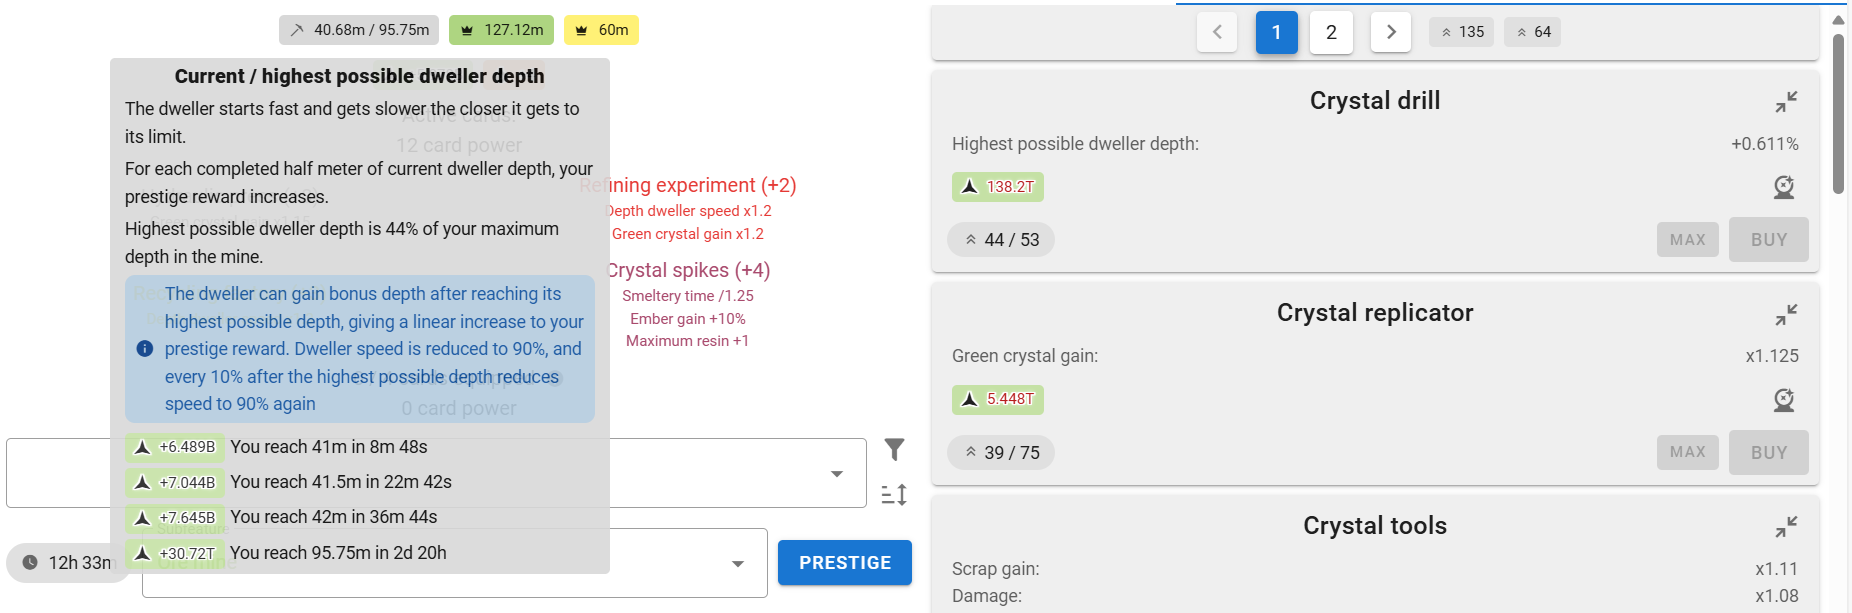 40.68m / 95.75m
127.12m
60m
Current / highest possible dweller depth
The dweller starts fast and gets slower the closer it gets to
its limit.
For each completed half meter of current dweller depth, your
prestige reward increases.
Highest possible dweller depth is 44% of your maximum
depth in the mine.
The dweller can gain bonus depth after reaching its
highest possible depth, giving a linear increase to your
prestige reward. Dweller speed is reduced to 90%, and
every 10% after the highest possible depth reduces
speed to 90% again
+6.489B You reach 41m in 8m 48s
+7.044B You reach 41.5m in 22m 42s
+7.645B You reach 42m in 36m 44s
+30.72T You reach 95.75m in 2d 20h
Active cards:
12 card power
Green crystal gain
Refining experiment (+2)
Depth dweller speed x1.2
Green crystal gain x1.2
Crystal spikes (+4)
Smeltery time /1.25
Ember gain +10%
Maximum resin +1
0 card power
Subfeature
Ore mine
12h 33m
PRESTIGE
1
2
135
64
Crystal drill
Highest possible dweller depth:
+0.611%
138.2T
44 / 53
MAX
BUY
Crystal replicator
Green crystal gain:
x1.125
5.448T
39 / 75
MAX
BUY
Crystal tools
Scrap gain:
x1.11
Damage:
x1.08